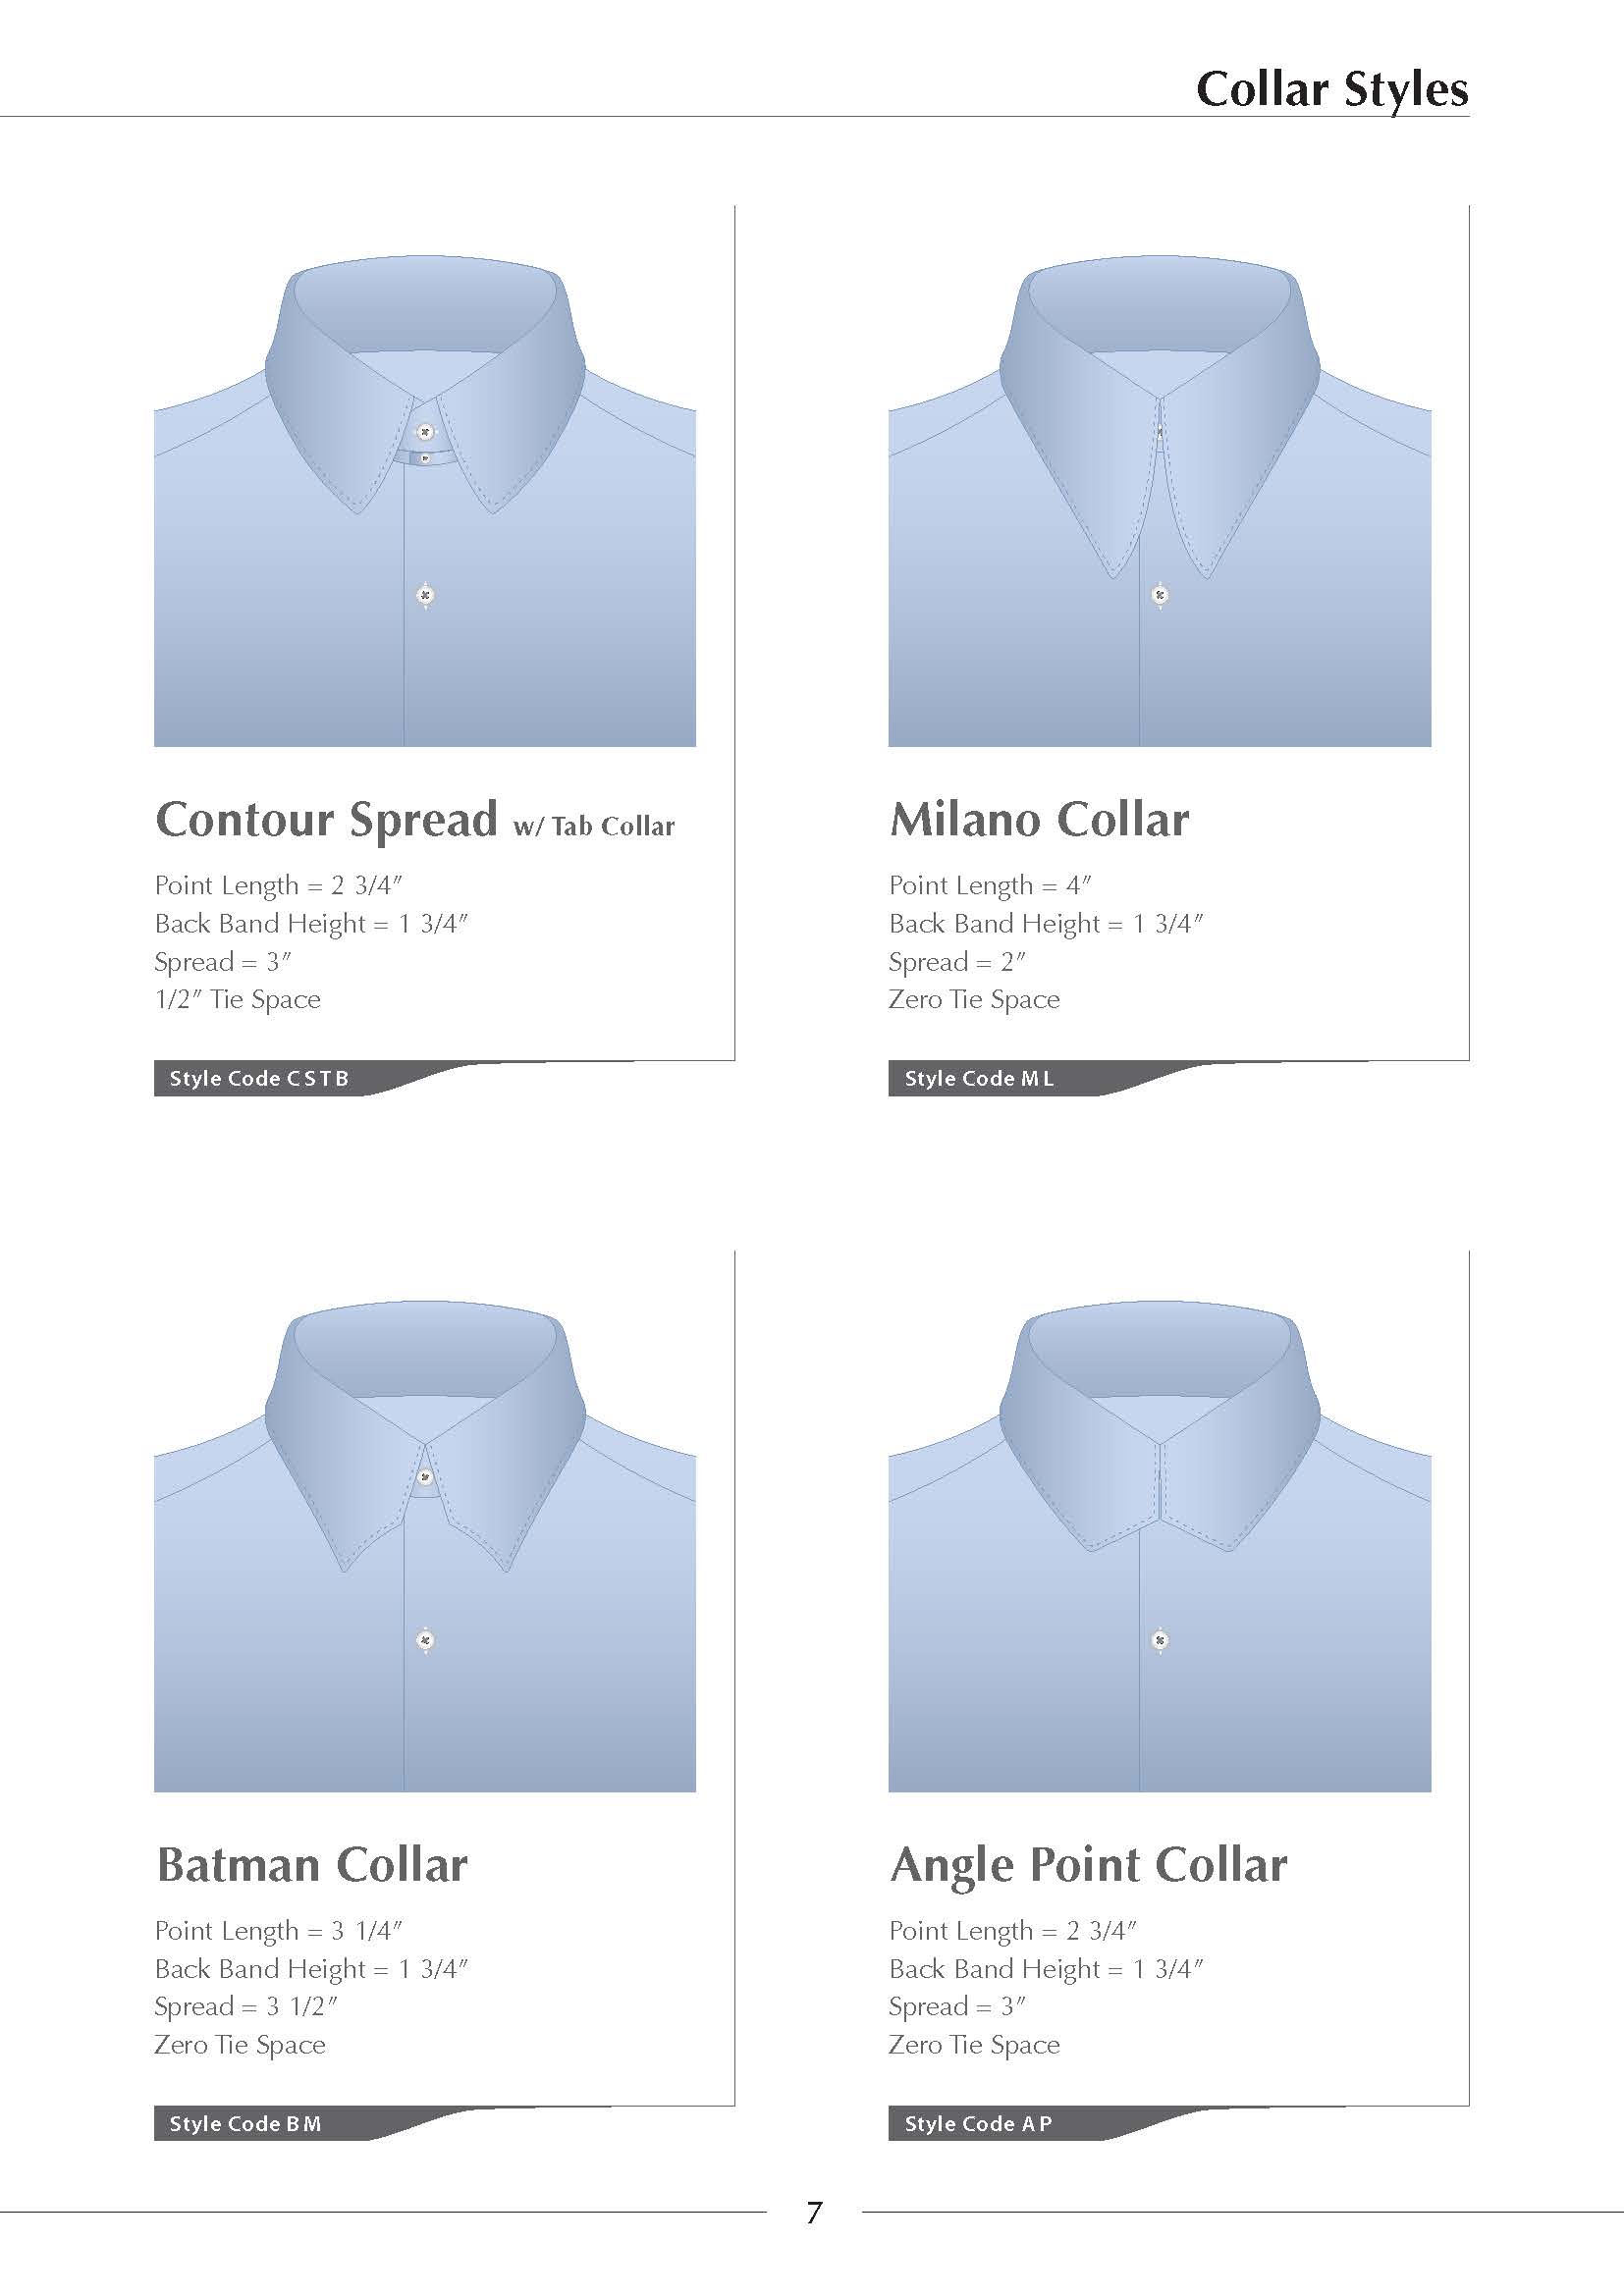 Collar Styles
Contour Spread w/ Tab Collar
Point Length = 2 3/4″
Back Band Height = 1 3/4″
Spread = 3″
1/2″ Tie Space
Style Code CSTB
Milano Collar
Point Length = 4″
Back Band Height = 1 3/4″
Spread = 2″
Zero Tie Space
Style Code ML
Batman Collar
Point Length = 3 1/4″
Back Band Height = 1 3/4″
Spread = 3 1/2″
Zero Tie Space
Style Code BM
Angle Point Collar
Point Length = 2 3/4″
Back Band Height = 1 3/4″
Spread = 3″
Zero Tie Space
Style Code AP
7